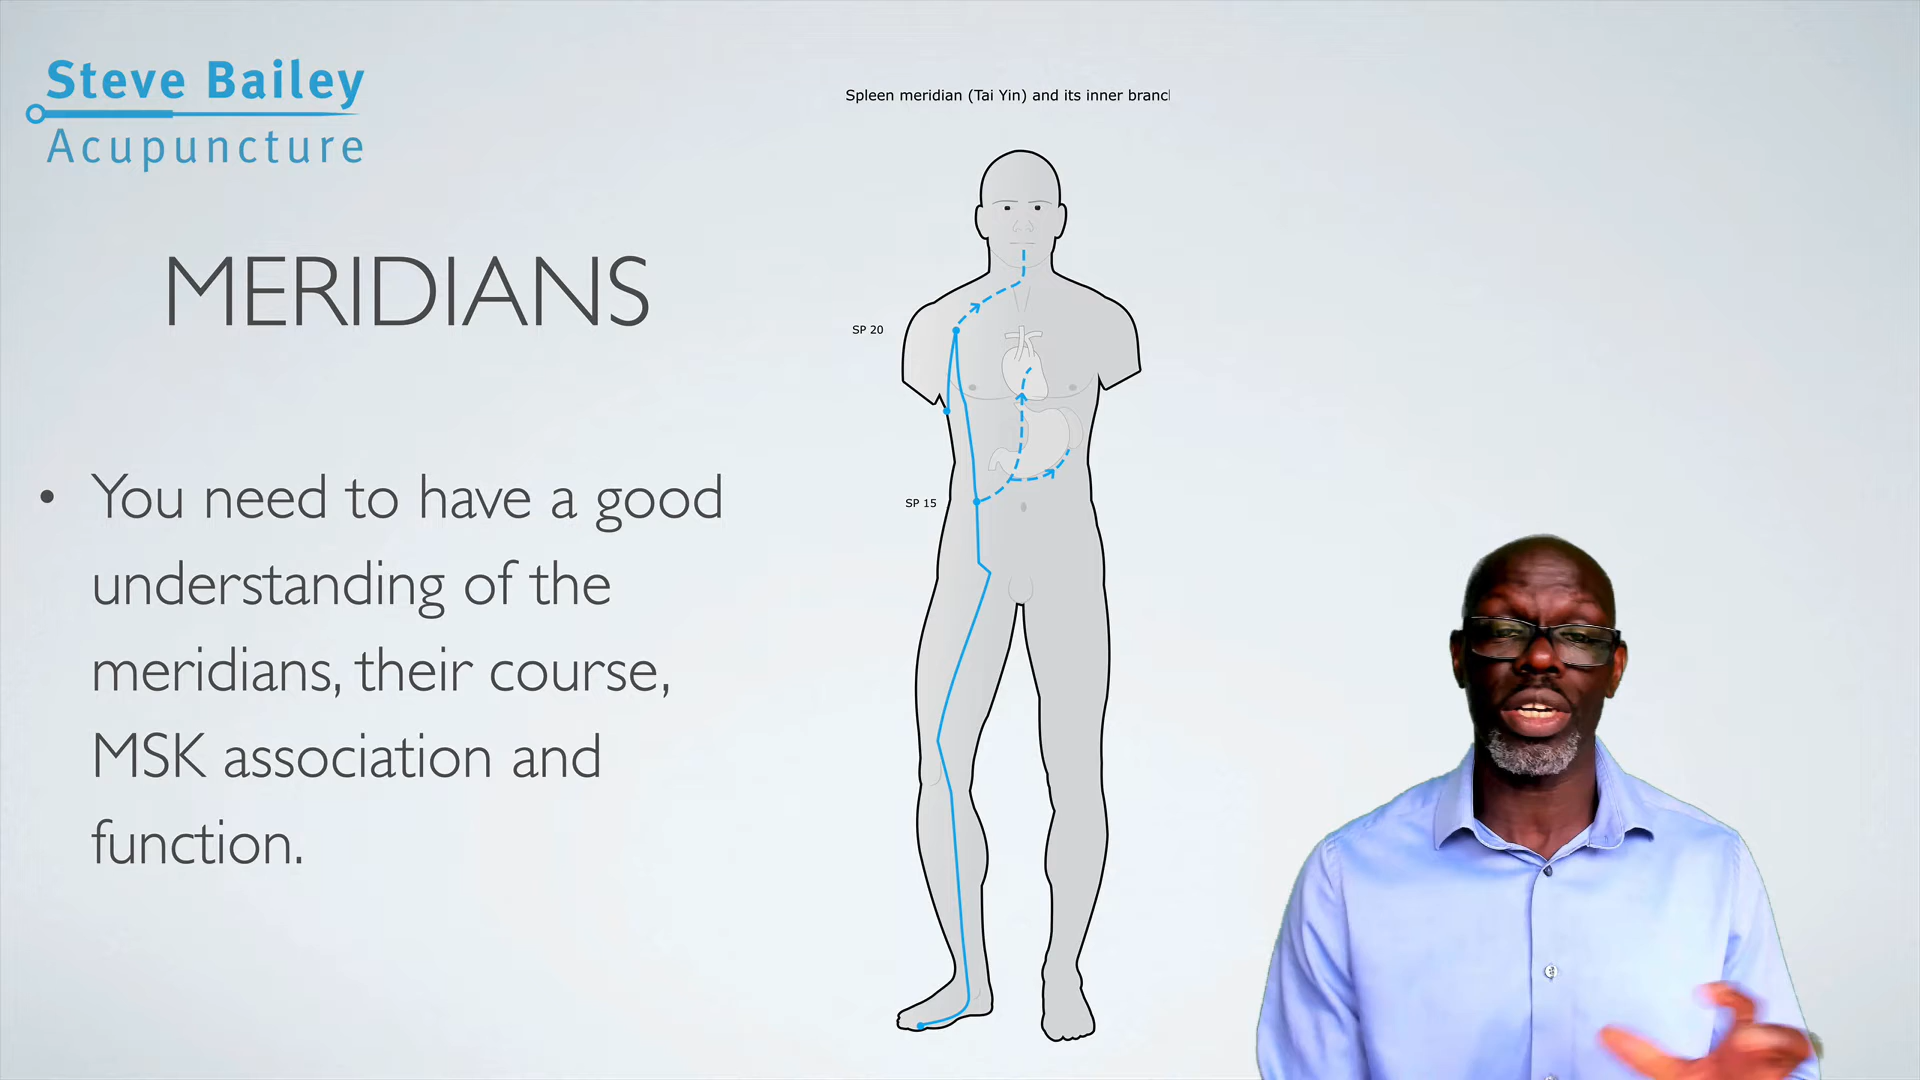 Steve Bailey
Acupuncture
Spleen meridian (Tai Yin) and its inner branc
MERIDIANS
SP 20
SP 15
• You need to have a good
understanding of the
meridians, their course,
MSK association and
function.